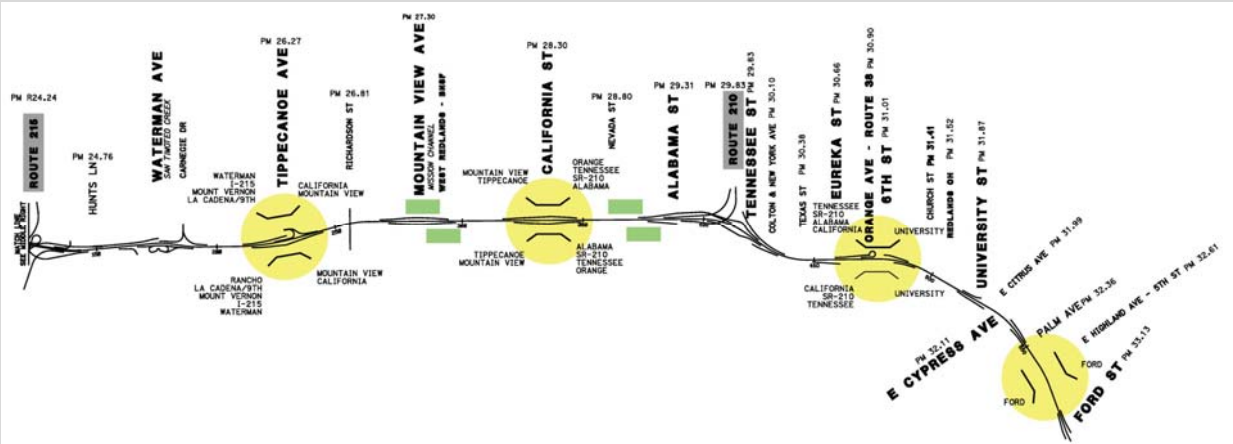 PM R24.24
ROUTE 215
MATCH LINE
SEE MIDDLE RIGHT
HUNTS LN
PM 24.76
WATERMAN AVE
SAN TIMOTEO CREEK
CARNEGIE DR
WATERMAN
I-215
MOUNT VERNON
LA CADENA/9TH
TIPPECANOE AVE
PM 26.27
CALIFORNIA
MOUNTAIN VIEW
RANCHO
LA CADENA/9TH
MOUNT VERNON
I-215
WATERMAN
MOUNTAIN VIEW
CALIFORNIA
RICHARDSON ST
PM 26.81
MOUNTAIN VIEW AVE
PM 27.30
MISSION CHANNEL
WEST REDLANDS - BNSF
MOUNTAIN VIEW
TIPPECANOE
CALIFORNIA ST
PM 28.30
ORANGE
TENNESSEE
SR-210
ALABAMA
TIPPECANOE
MOUNTAIN VIEW
ALABAMA
SR-210
TENNESSEE
ORANGE
NEVADA ST
PM 28.80
ALABAMA ST
PM 29.31
PM 29.83
ROUTE 210
TENNESSEE ST PM 29.83
COLTON & NEW YORK AVE PM 30.10
TEXAS ST PM 30.38
EUREKA ST PM 30.66
TENNESSEE
SR-210
ALABAMA
CALIFORNIA
ORANGE AVE - ROUTE 38 PM 30.90
6TH ST PM 31.01
UNIVERSITY
CALIFORNIA
SR-210
TENNESSEE
UNIVERSITY
CHURCH ST PM 31.41
REDLANDS OH PM 31.52
UNIVERSITY ST PM 31.87
E CITRUS AVE PM 31.99
E CYPRESS AVE
PM 32.11
PALM AVE PM 32.36
E HIGHLAND AVE - 5TH ST PM 32.61
FORD
FORD
FORD ST PM 33.13